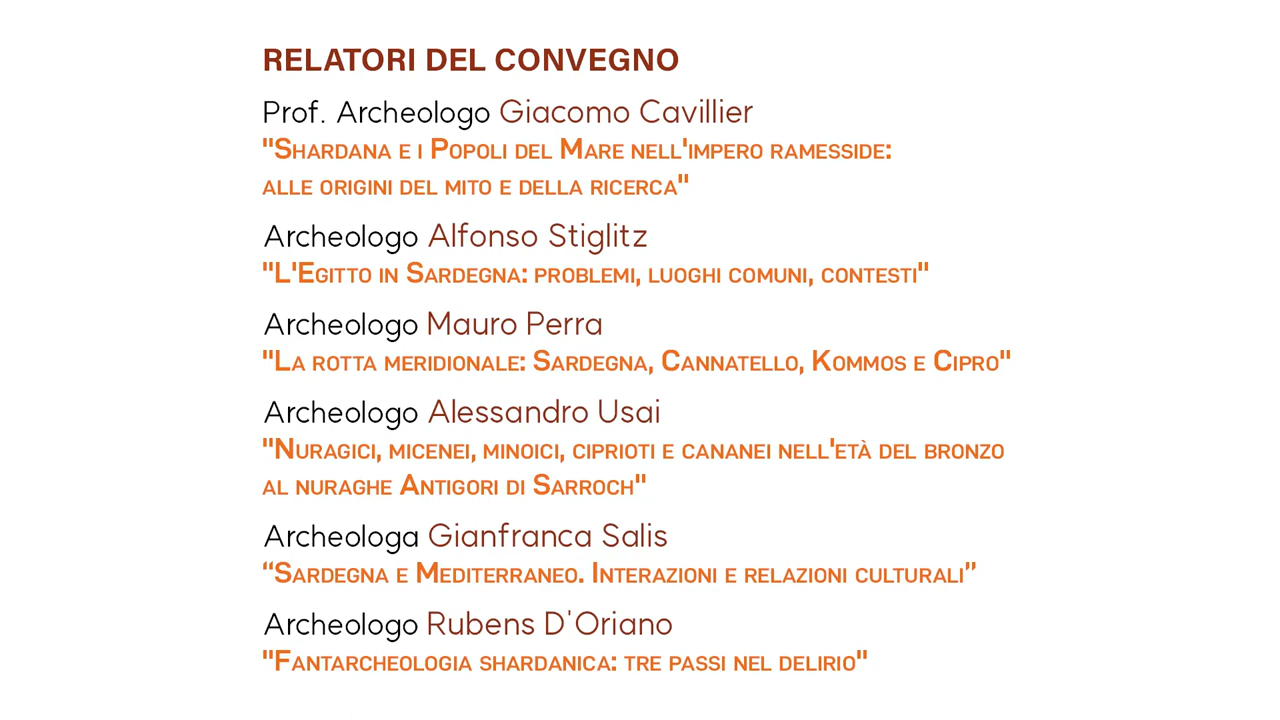 RELATORI DEL CONVEGNO
Prof. Archeologo Giacomo Cavillier
"Shardana e i Popoli del Mare nell'impero ramesside:
alle origini del mito e della ricerca"
Archeologo Alfonso Stiglitz
"L'Egitto in Sardegna: problemi, luoghi comuni, contesti"
Archeologo Mauro Perra
"La rotta meridionale: Sardegna, Cannatello, Kommos e Cipro"
Archeologo Alessandro Usai
"Nuragici, micenei, minoici, ciprioti e cananei nell'età del bronzo
al nuraghe Antigori di Sarroch"
Archeologa Gianfranca Salis
“Sardegna e Mediterraneo. Interazioni e relazioni culturali”
Archeologo Rubens D'Oriano
"Fantarcheologia shardanica: tre passi nel delirio"